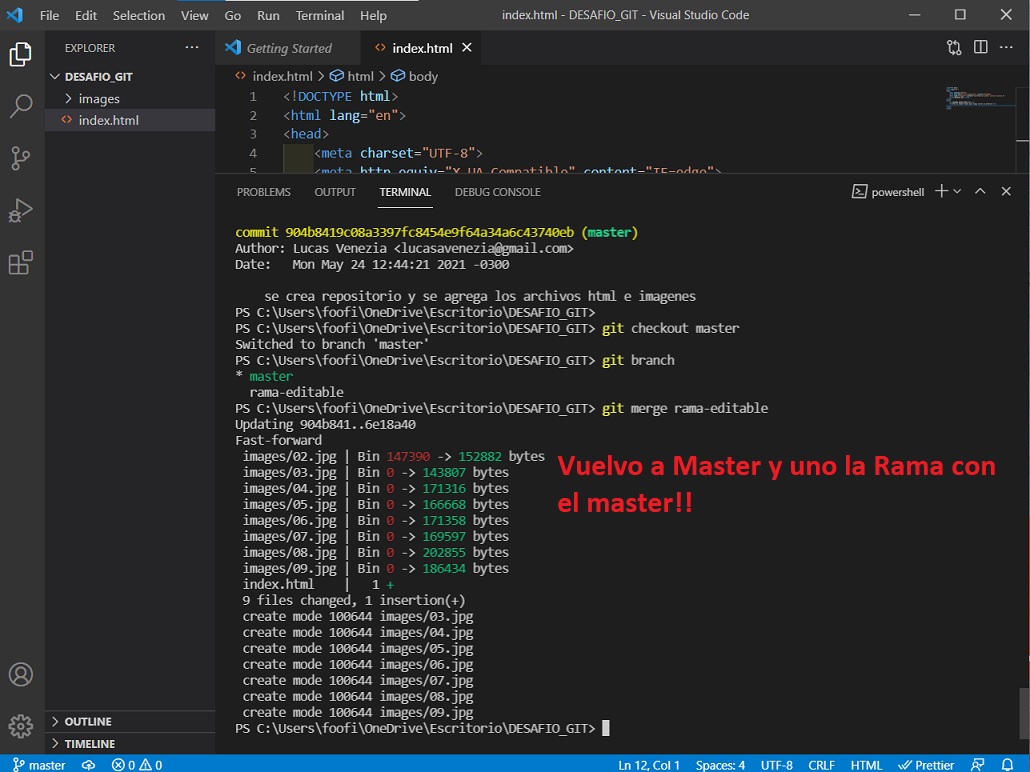 File Edit Selection View Go Run Terminal Help index.html - DESAFIO_GIT - Visual Studio Code
EXPLORER
DESAFIO_GIT
images
index.html
OUTLINE
TIMELINE
Getting Started index.html
index.html > html > body
1 <!DOCTYPE html>
2 <html lang="en">
3 <head>
4 <meta charset="UTF-8">
5 <meta http-equiv="X-UA-Compatible" content="IE=edge">
PROBLEMS OUTPUT TERMINAL DEBUG CONSOLE powershell
commit 904b8419c08a3397fc8454e9f64a34a6c43740eb (master)
Author: Lucas Venezia <lucasavenezia@gmail.com>
Date:   Mon May 24 12:44:21 2021 -0300
se crea repositorio y se agrega los archivos html e imagenes
PS C:\Users\foofi\OneDrive\Escritorio\DESAFIO_GIT>
PS C:\Users\foofi\OneDrive\Escritorio\DESAFIO_GIT> git checkout master
Switched to branch 'master'
PS C:\Users\foofi\OneDrive\Escritorio\DESAFIO_GIT> git branch
* master
rama-editable
PS C:\Users\foofi\OneDrive\Escritorio\DESAFIO_GIT> git merge rama-editable
Updating 904b841..6e18a40
Fast-forward
images/02.jpg | Bin 147390 -> 152882 bytes
images/03.jpg | Bin 0 -> 143807 bytes
images/04.jpg | Bin 0 -> 171316 bytes
images/05.jpg | Bin 0 -> 166668 bytes
images/06.jpg | Bin 0 -> 171358 bytes
images/07.jpg | Bin 0 -> 169597 bytes
images/08.jpg | Bin 0 -> 202855 bytes
images/09.jpg | Bin 0 -> 186434 bytes
index.html    |   1 +
9 files changed, 1 insertion(+)
create mode 100644 images/03.jpg
create mode 100644 images/04.jpg
create mode 100644 images/05.jpg
create mode 100644 images/06.jpg
create mode 100644 images/07.jpg
create mode 100644 images/08.jpg
create mode 100644 images/09.jpg
PS C:\Users\foofi\OneDrive\Escritorio\DESAFIO_GIT>
Vuelvo a Master y uno la Rama con
el master!!
master 0 0 Ln 12, Col 1 Spaces: 4 UTF-8 CRLF HTML Prettier